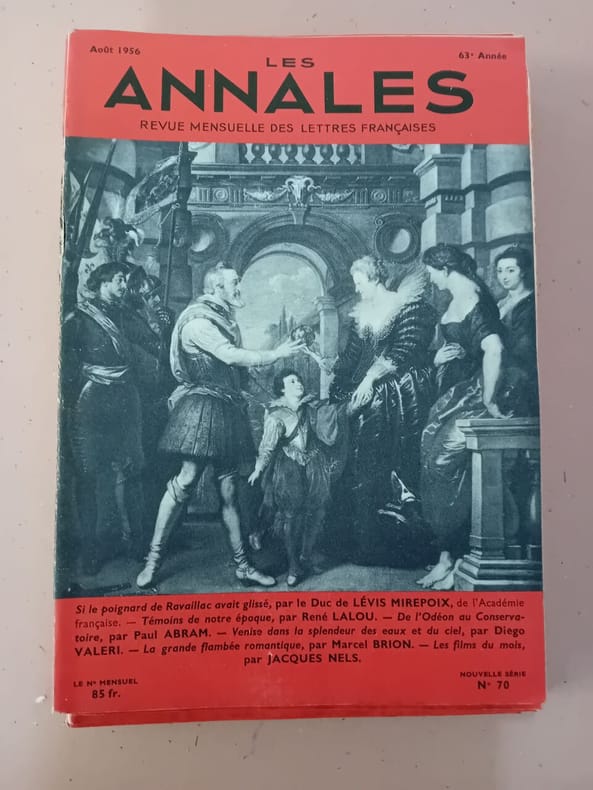 Août 1956
63e Année
LES
ANNALES
REVUE MENSUELLE DES LETTRES FRANÇAISES
Si le poignard de Ravaillac avait glissé, par le Duc de LÉVIS MIREPOIX, de l'Académie
française. — Témoins de notre époque, par René LALOU. — De l'Odéon au Conserva-
toire, par Paul ABRAM. — Venise dans la splendeur des eaux et du ciel, par Diego
VALERI. — La grande flambée romantique, par Marcel BRION. — Les films du mois,
par JACQUES NELS.
LE No MENSUEL
85 fr.
NOUVELLE SÉRIE
No 70